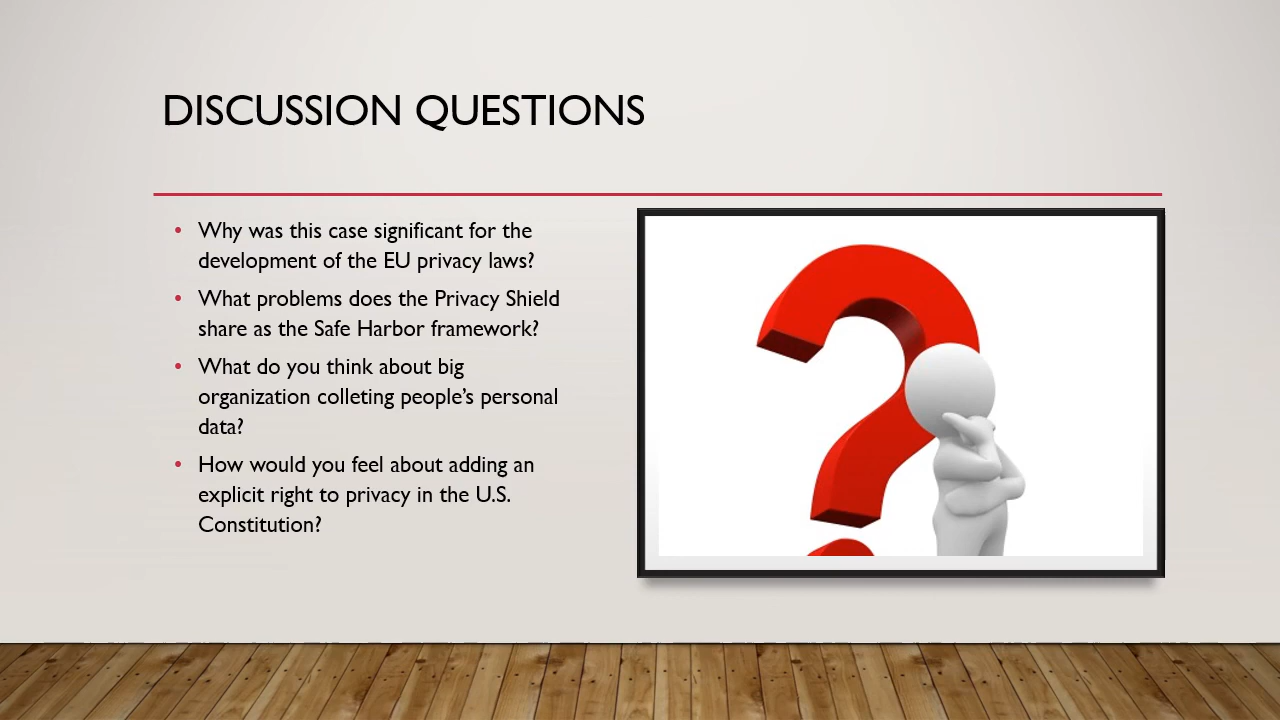 DISCUSSION QUESTIONS
• Why was this case significant for the
development of the EU privacy laws?
• What problems does the Privacy Shield
share as the Safe Harbor framework?
• What do you think about big
organization colleting people’s personal
data?
• How would you feel about adding an
explicit right to privacy in the U.S.
Constitution?